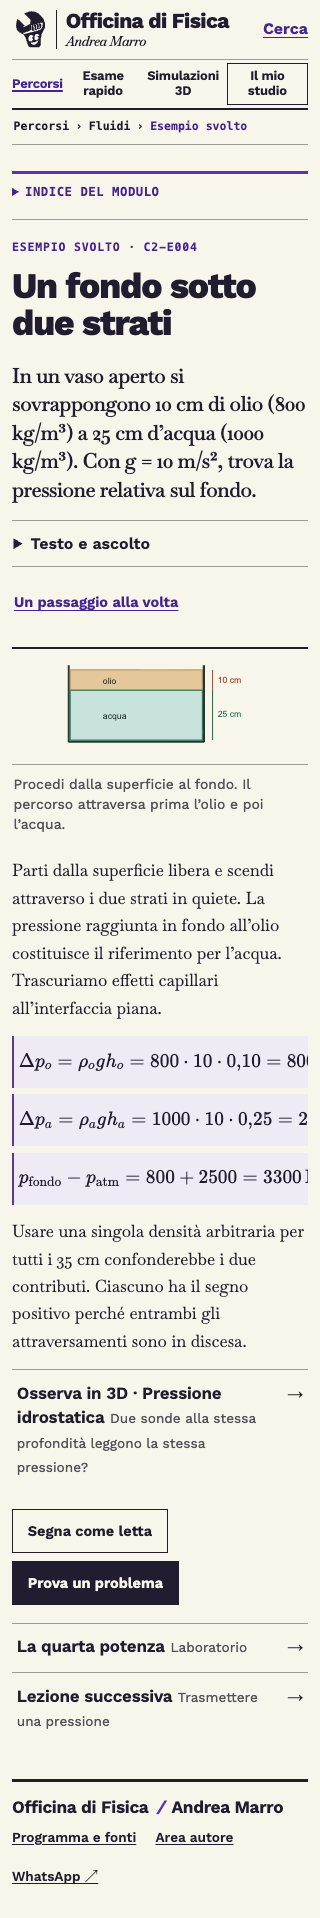 Officina di Fisica
Andrea Marro
Cerca
Percorsi
Esame rapido
Simulazioni 3D
Il mio studio
Percorsi › Fluidi › Esempio svolto
▶ INDICE DEL MODULO
ESEMPIO SVOLTO · C2–E004
Un fondo sotto
due strati
In un vaso aperto si
sovrappongono 10 cm di olio (800
kg/m³) a 25 cm d’acqua (1000
kg/m³). Con g = 10 m/s², trova la
pressione relativa sul fondo.
▶ Testo e ascolto
Un passaggio alla volta
olio
10 cm
acqua
25 cm
Procedi dalla superficie al fondo. Il
percorso attraversa prima l’olio e poi
l’acqua.
Parti dalla superficie libera e scendi
attraverso i due strati in quiete. La
pressione raggiunta in fondo all’olio
costituisce il riferimento per l’acqua.
Trascuriamo effetti capillari
all’interfaccia piana.
Δpₒ = ρₒghₒ = 800 · 10 · 0,10 = 80
Δpₐ = ρₐghₐ = 1000 · 10 · 0,25 = 2
p_fondo − p_atm = 800 + 2500 = 3300
Usare una singola densità arbitraria per
tutti i 35 cm confonderebbe i due
contributi. Ciascuno ha il segno
positivo perché entrambi gli
attraversamenti sono in discesa.
Osserva in 3D · Pressione →
idrostatica Due sonde alla stessa
profondità leggono la stessa
pressione?
Segna come letta
Prova un problema
La quarta potenza Laboratorio →
Lezione successiva Trasmettere →
una pressione
Officina di Fisica / Andrea Marro
Programma e fonti Area autore
WhatsApp ↗